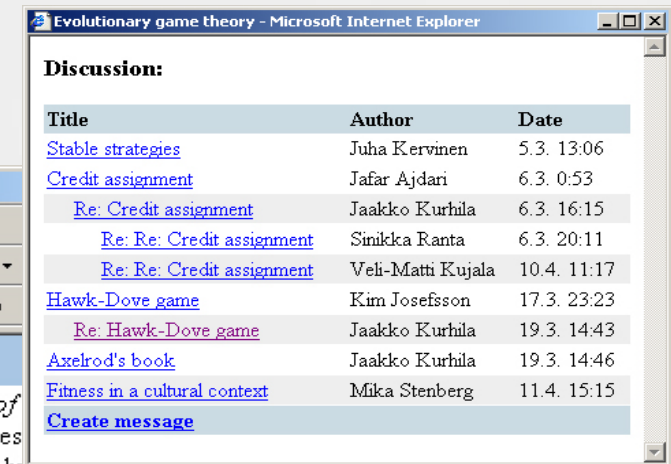 Evolutionary game theory - Microsoft Internet Explorer
Discussion:
Title Author Date
Stable strategies Juha Kervinen 5.3. 13:06
Credit assignment Jafar Ajdari 6.3. 0:53
Re: Credit assignment Jaakko Kurhila 6.3. 16:15
Re: Re: Credit assignment Sinikka Ranta 6.3. 20:11
Re: Re: Credit assignment Veli-Matti Kujala 10.4. 11:17
Hawk-Dove game Kim Josefsson 17.3. 23:23
Re: Hawk-Dove game Jaakko Kurhila 19.3. 14:43
Axelrod's book Jaakko Kurhila 19.3. 14:46
Fitness in a cultural context Mika Stenberg 11.4. 15:15
Create message
of
es